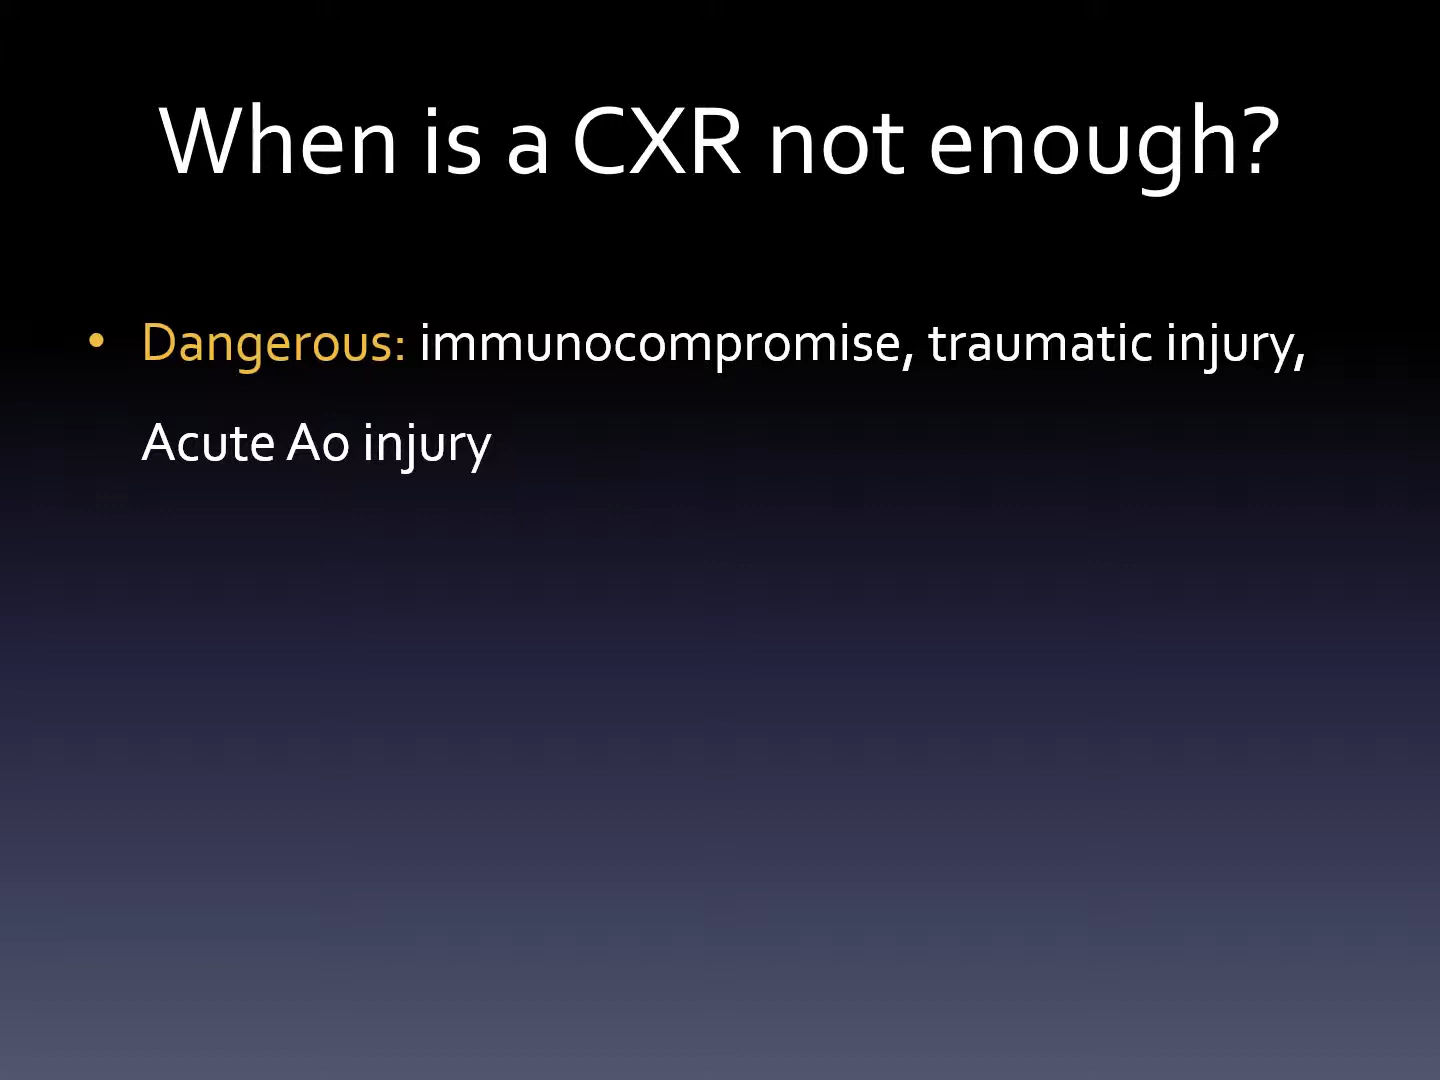 When is a CXR not enough?
• Dangerous: immunocompromise, traumatic injury,
Acute Ao injury